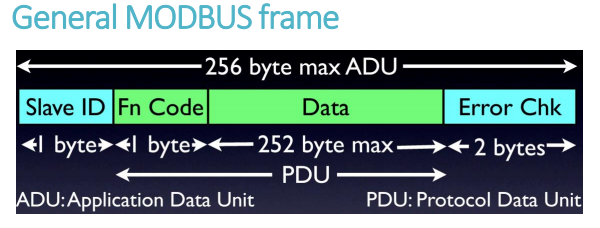 General MODBUS frame
256 byte max ADU
Slave ID Fn Code Data Error Chk
1 byte 1 byte 252 byte max 2 bytes
PDU
ADU: Application Data Unit PDU: Protocol Data Unit